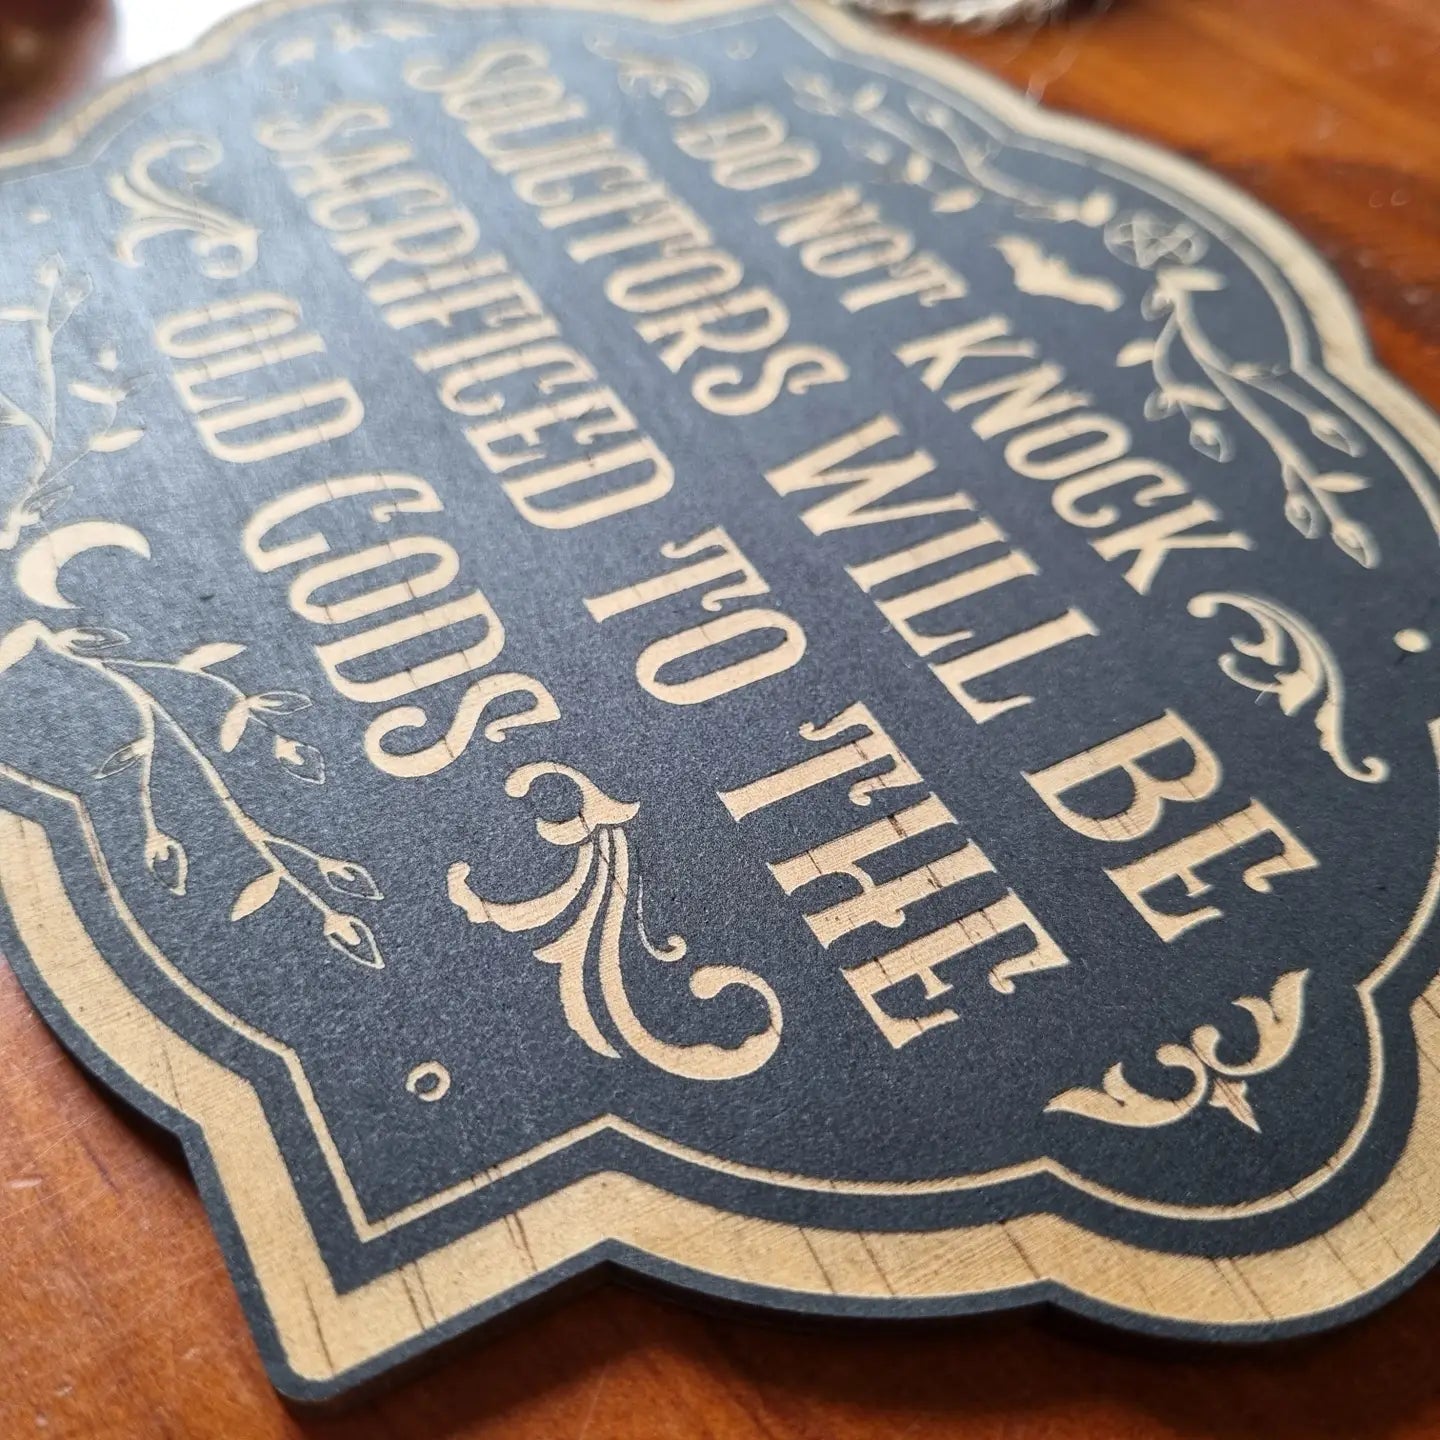 DO NOT KNOCK
SOLICITORS WILL BE
SACRIFICED TO THE
OLD GODS